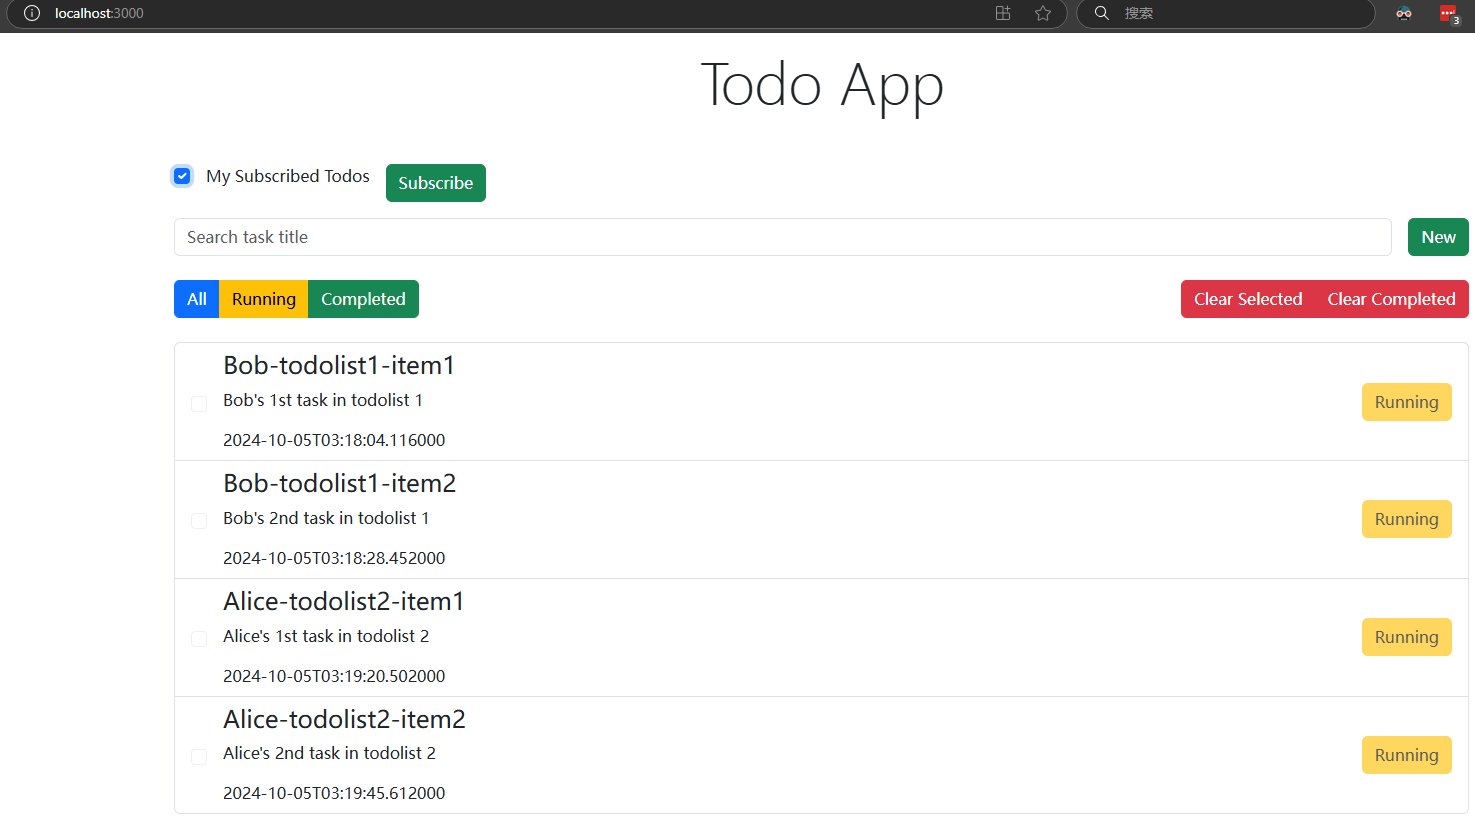 localhost:3000
搜索
3
Todo App
My Subscribed Todos
Subscribe
Search task title
New
All
Running
Completed
Clear Selected
Clear Completed
Bob-todolist1-item1
Bob's 1st task in todolist 1
2024-10-05T03:18:04.116000
Running
Bob-todolist1-item2
Bob's 2nd task in todolist 1
2024-10-05T03:18:28.452000
Running
Alice-todolist2-item1
Alice's 1st task in todolist 2
2024-10-05T03:19:20.502000
Running
Alice-todolist2-item2
Alice's 2nd task in todolist 2
2024-10-05T03:19:45.612000
Running